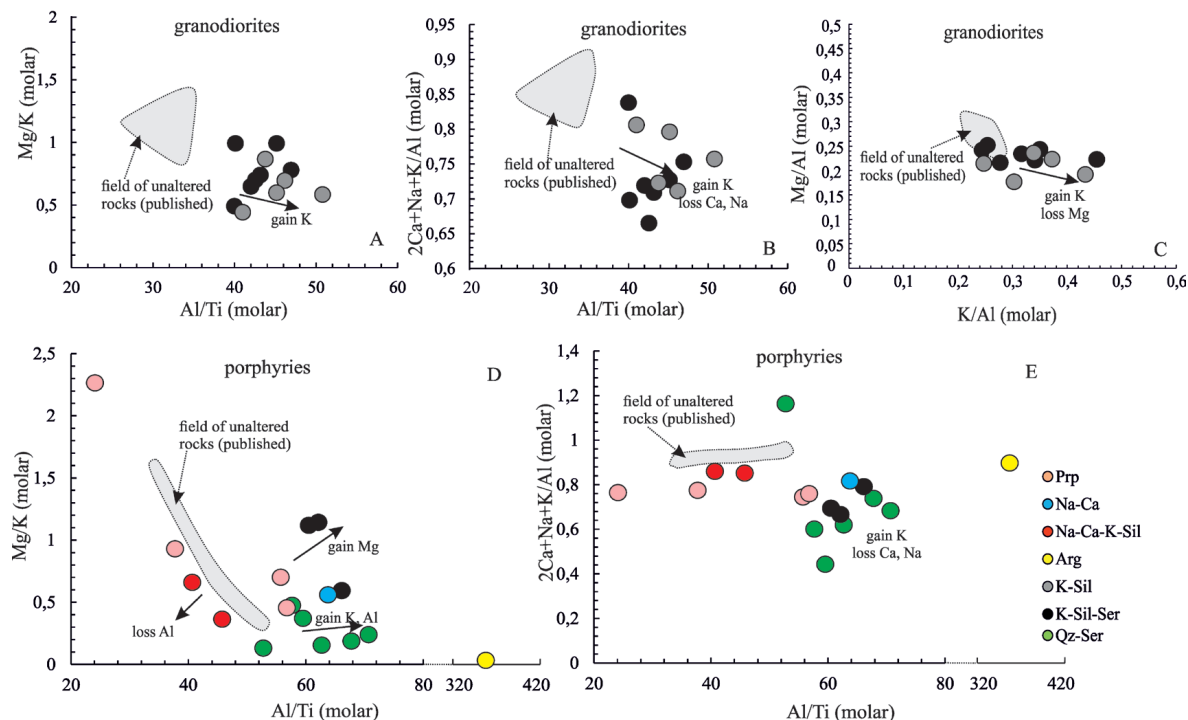 granodiorites
Mg/K (molar)
2
1,5
1
0,5
0
field of unaltered
rocks (published)
gain K
A
20
30
40
50
60
Al/Ti (molar)
granodiorites
2Ca+Na+K/Al (molar)
0,95
0,9
0,85
0,8
0,75
0,7
0,65
0,6
field of unaltered
rocks (published)
gain K
loss Ca, Na
B
20
30
40
50
60
Al/Ti (molar)
granodiorites
Mg/Al (molar)
0,5
0,45
0,4
0,35
0,3
0,25
0,2
0,15
0,1
0,05
0
field of unaltered
rocks (published)
gain K
loss Mg
C
0
0,1
0,2
0,3
0,4
0,5
0,6
K/Al (molar)
porphyries
D
Mg/K (molar)
2,5
2
1,5
1
0,5
0
field of unaltered
rocks (published)
gain Mg
gain K, Al
loss Al
20
40
60
80
320
420
Al/Ti (molar)
porphyries
E
2Ca+Na+K/Al (molar)
1,4
1,2
1
0,8
0,6
0,4
0,2
0
field of unaltered
rocks (published)
gain K
loss Ca, Na
20
40
60
80
320
420
Al/Ti (molar)
Prp
Na-Ca
Na-Ca-K-Sil
Arg
K-Sil
K-Sil-Ser
Qz-Ser